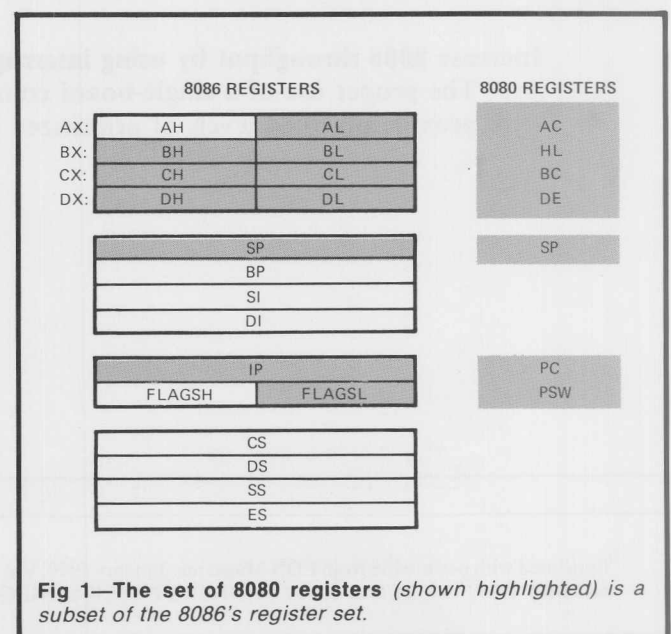 8086 REGISTERS 8080 REGISTERS
AX: AH AL AC
BX: BH BL HL
CX: CH CL BC
DX: DH DL DE
SP SP
BP
SI
DI
IP PC
FLAGSH FLAGSL PSW
CS
DS
SS
ES
Fig 1—The set of 8080 registers (shown highlighted) is a
subset of the 8086's register set.